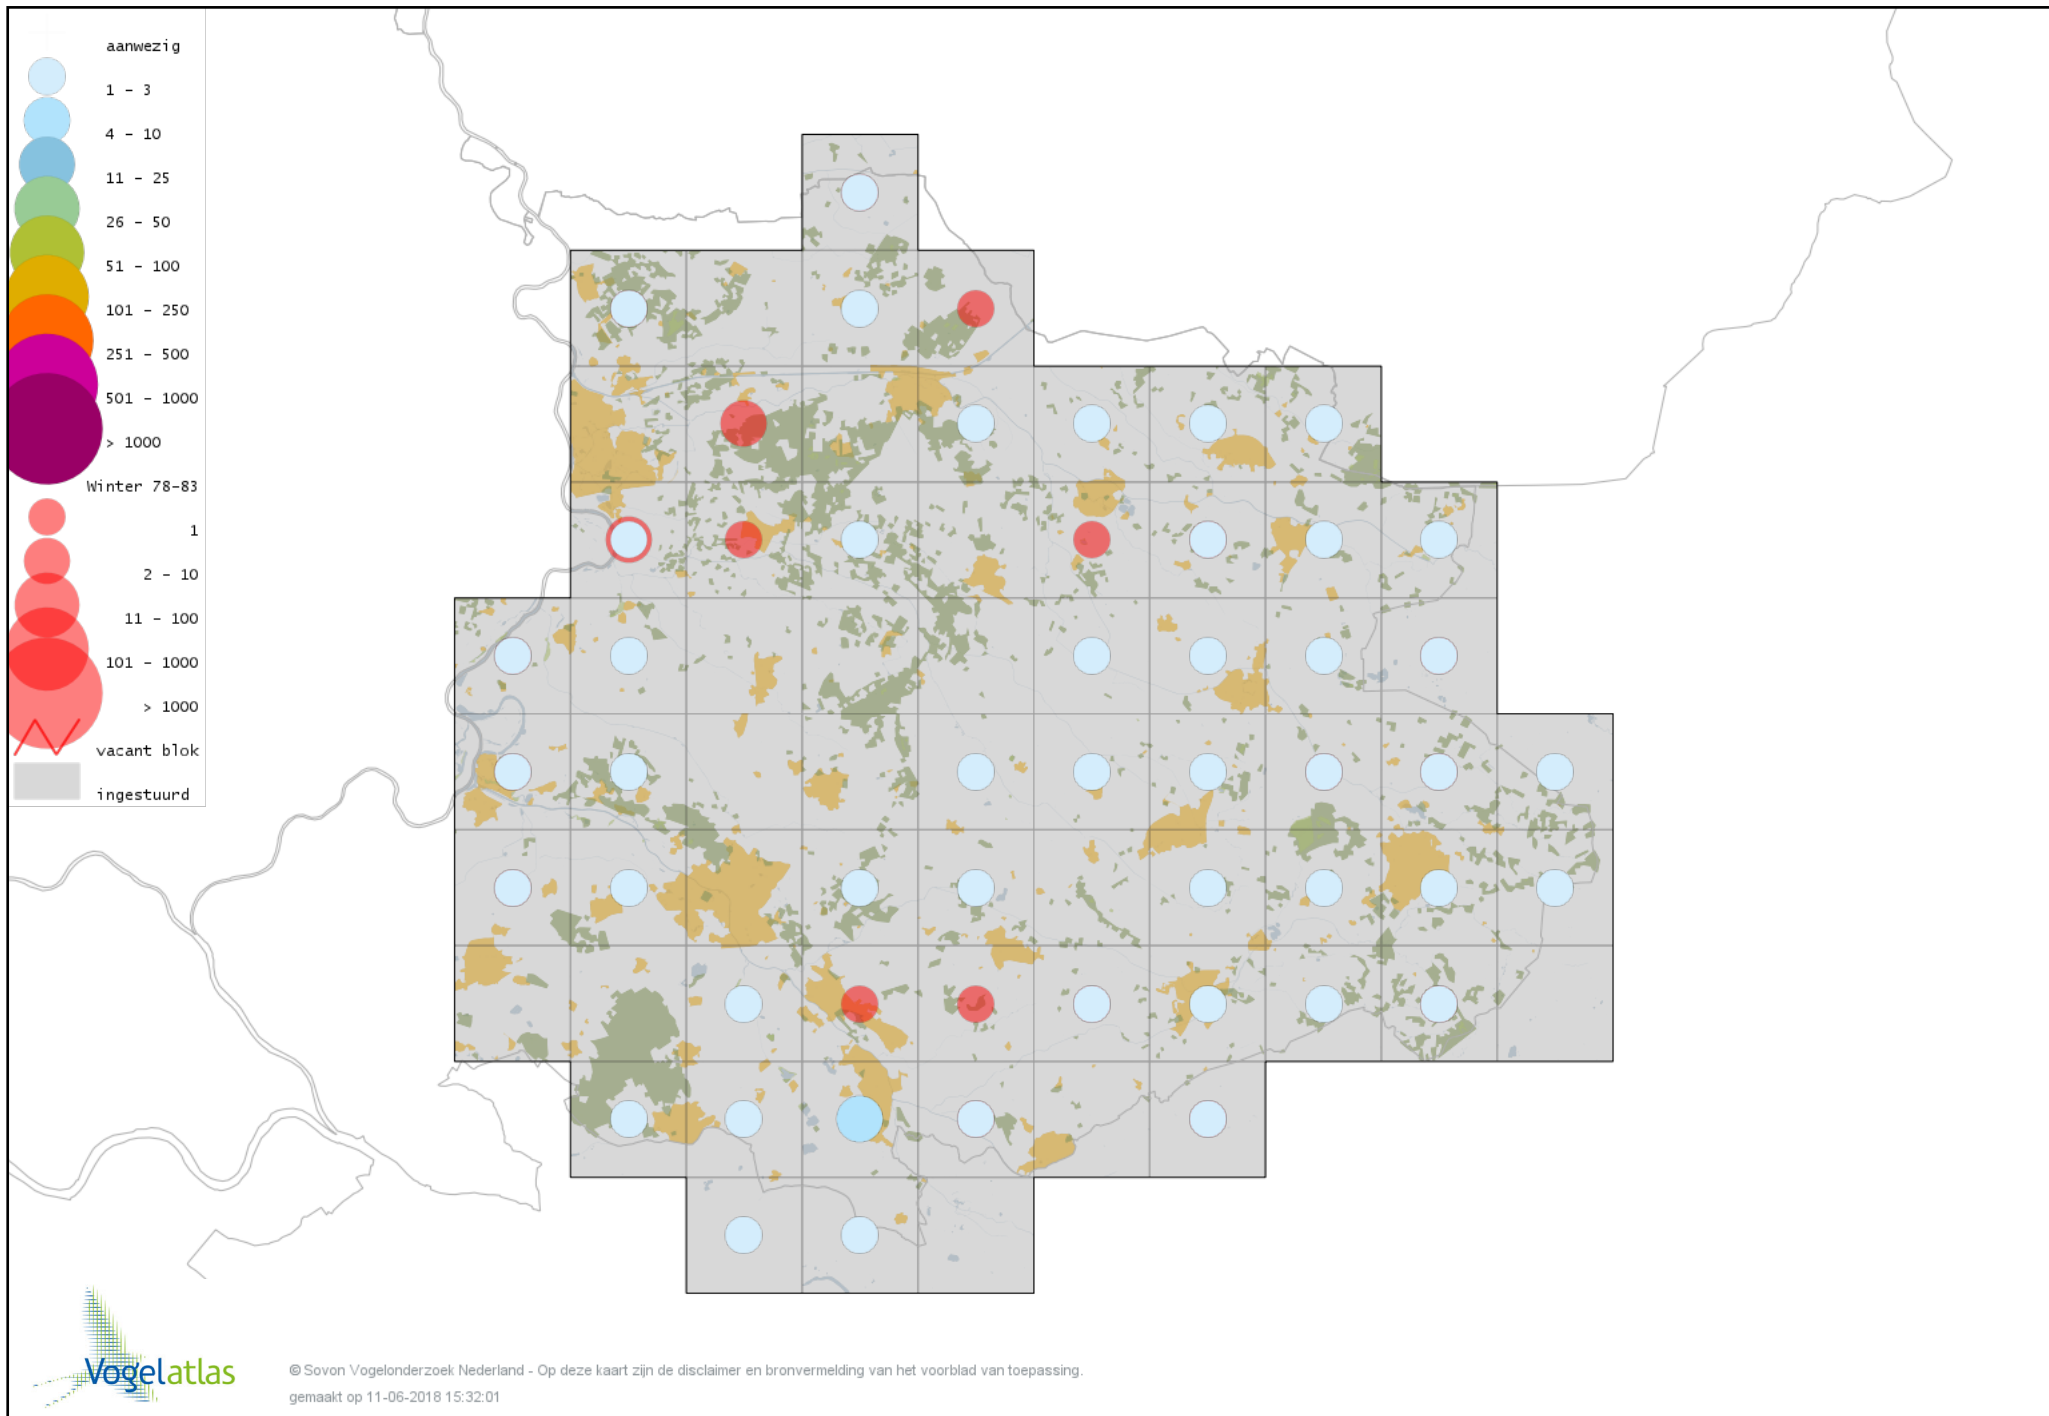 aanwezig
1 - 3
4 - 10
11 - 25
26 - 50
51 - 100
101 - 250
251 - 500
501 - 1000
> 1000
Winter 78-83
1
2 - 10
11 - 100
101 - 1000
> 1000
vacant blok
ingestuurd
Vogelatlas
© Sovon Vogelonderzoek Nederland - Op deze kaart zijn de disclaimer en bronvermelding van het voorblad van toepassing.
gemaakt op 11-06-2018 15:32:01